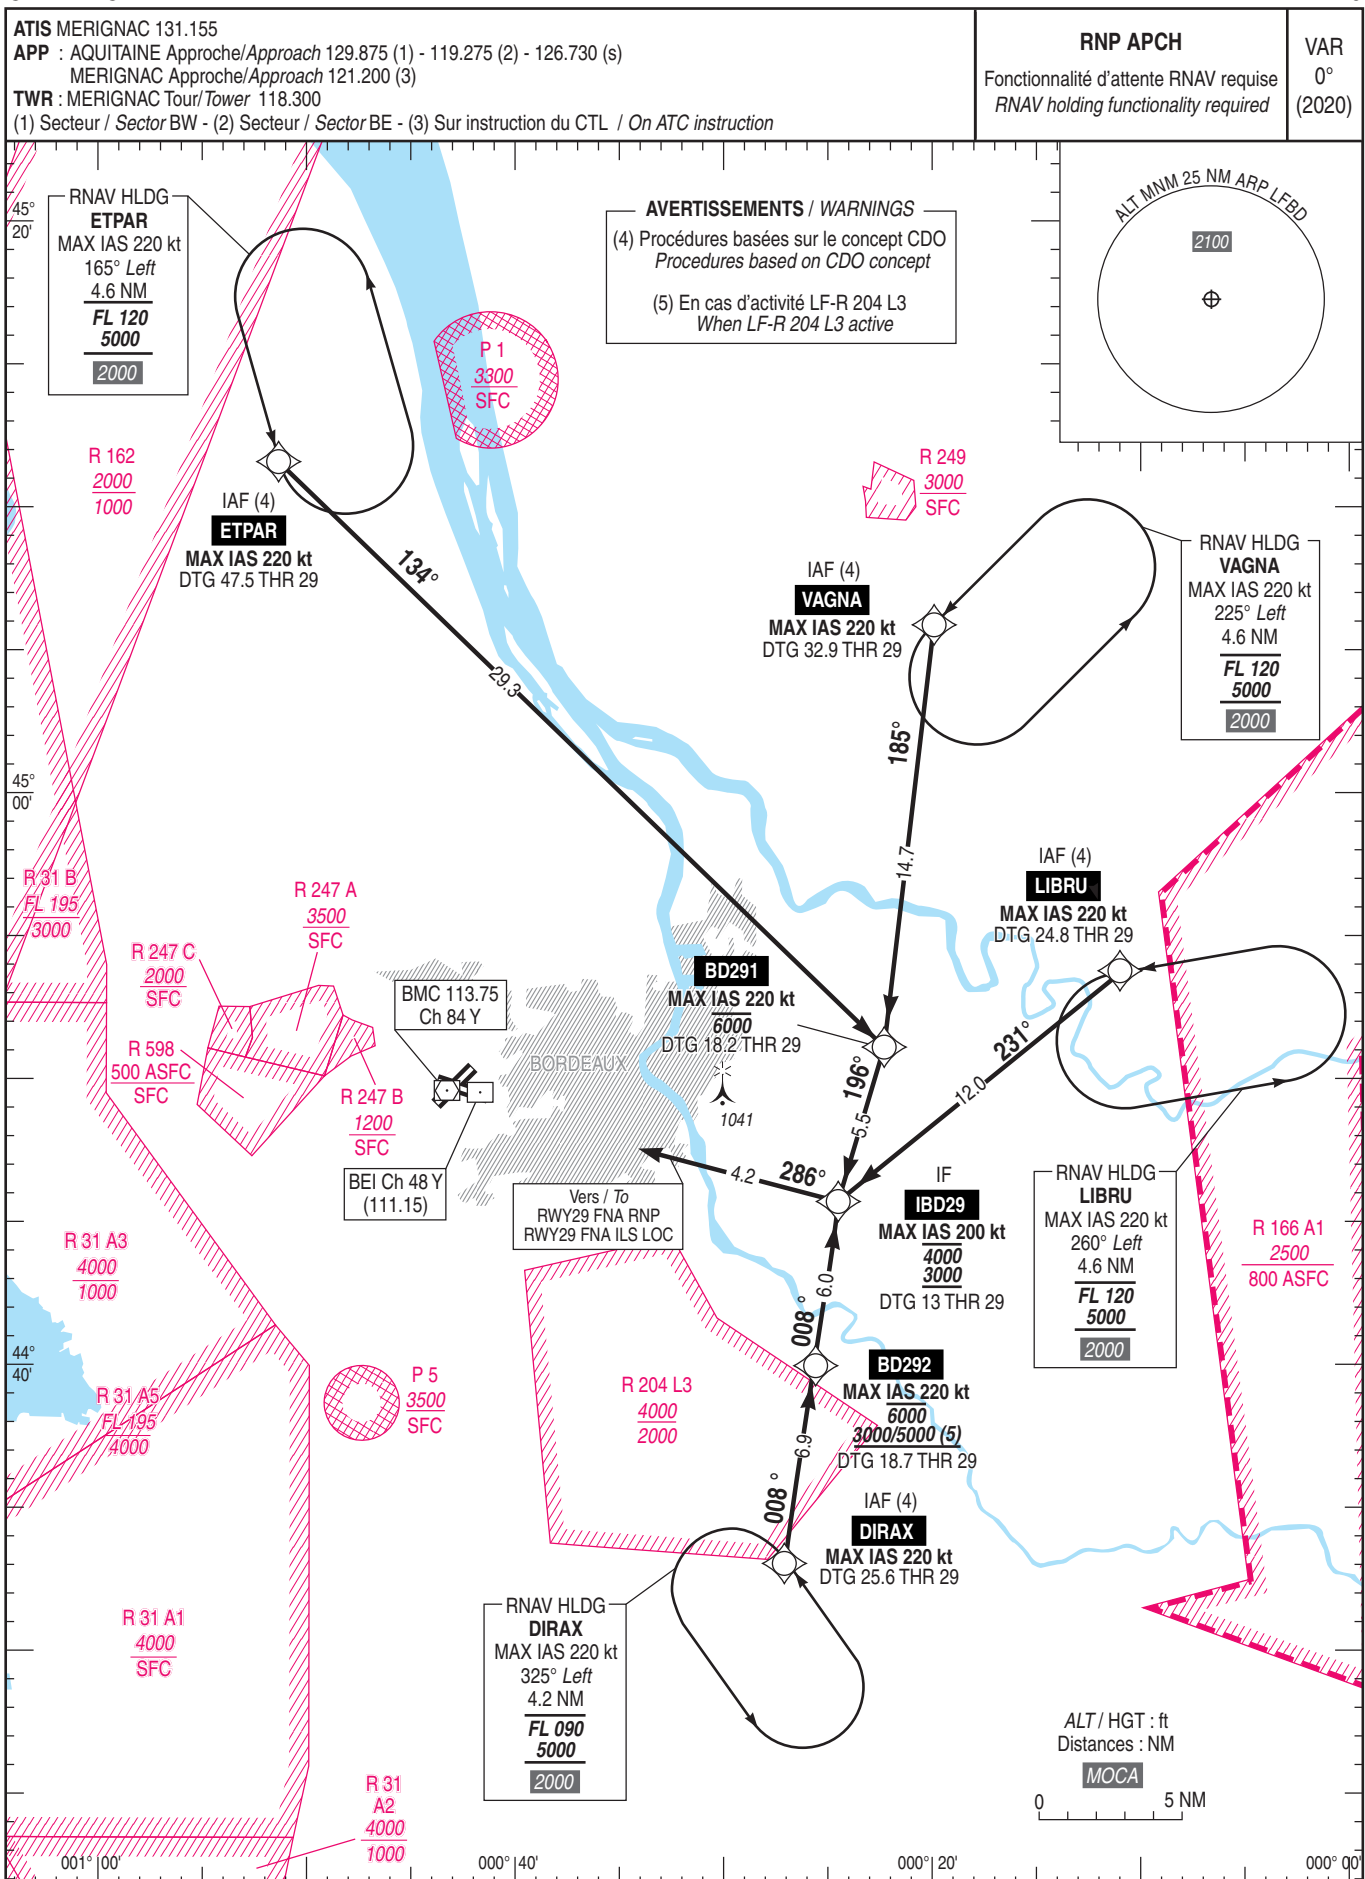 ATIS MERIGNAC 131.155
APP : AQUITAINE Approche/Approach 129.875 (1) - 119.275 (2) - 126.730 (s)
MERIGNAC Approche/Approach 121.200 (3)
TWR : MERIGNAC Tour/Tower 118.300
(1) Secteur / Sector BW - (2) Secteur / Sector BE - (3) Sur instruction du CTL / On ATC instruction
RNP APCH
Fonctionnalité d'attente RNAV requise
RNAV holding functionality required
VAR
0°
(2020)
45°
20'
RNAV HLDG
ETPAR
MAX IAS 220 kt
165° Left
4.6 NM
FL 120
5000
2000
AVERTISSEMENTS / WARNINGS
(4) Procédures basées sur le concept CDO
Procedures based on CDO concept
(5) En cas d'activité LF-R 204 L3
When LF-R 204 L3 active
ALT MNM 25 NM ARP LFBD
2100
P 1
3300
SFC
R 162
2000
1000
IAF (4)
ETPAR
MAX IAS 220 kt
DTG 47.5 THR 29
134°
29.3
R 249
3000
SFC
IAF (4)
VAGNA
MAX IAS 220 kt
DTG 32.9 THR 29
RNAV HLDG
VAGNA
MAX IAS 220 kt
225° Left
4.6 NM
FL 120
5000
2000
185°
14.7
45°
00'
R 31 B
FL 195
3000
R 247 A
3500
SFC
R 247 C
2000
SFC
R 598
500 ASFC
SFC
R 247 B
1200
SFC
BMC 113.75
Ch 84 Y
BEI Ch 48 Y
(111.15)
BORDEAUX
BD291
MAX IAS 220 kt
6000
DTG 18.2 THR 29
1041
IAF (4)
LIBRU
MAX IAS 220 kt
DTG 24.8 THR 29
231°
12.0
196°
5.5
286°
4.2
Vers / To
RWY29 FNA RNP
RWY29 FNA ILS LOC
IF
IBD29
MAX IAS 200 kt
4000
3000
DTG 13 THR 29
RNAV HLDG
LIBRU
MAX IAS 220 kt
260° Left
4.6 NM
FL 120
5000
2000
R 166 A1
2500
800 ASFC
R 31 A3
4000
1000
44°
40'
R 31 A5
FL 195
4000
P 5
3500
SFC
R 204 L3
4000
2000
008°
6.0
BD292
MAX IAS 220 kt
6000
3000/5000 (5)
DTG 18.7 THR 29
008°
6.9
IAF (4)
DIRAX
MAX IAS 220 kt
DTG 25.6 THR 29
RNAV HLDG
DIRAX
MAX IAS 220 kt
325° Left
4.2 NM
FL 090
5000
2000
R 31 A1
4000
SFC
R 31
A2
4000
1000
ALT / HGT : ft
Distances : NM
MOCA
0 5 NM
001° 00'
000° 40'
000° 20'
000° 00'